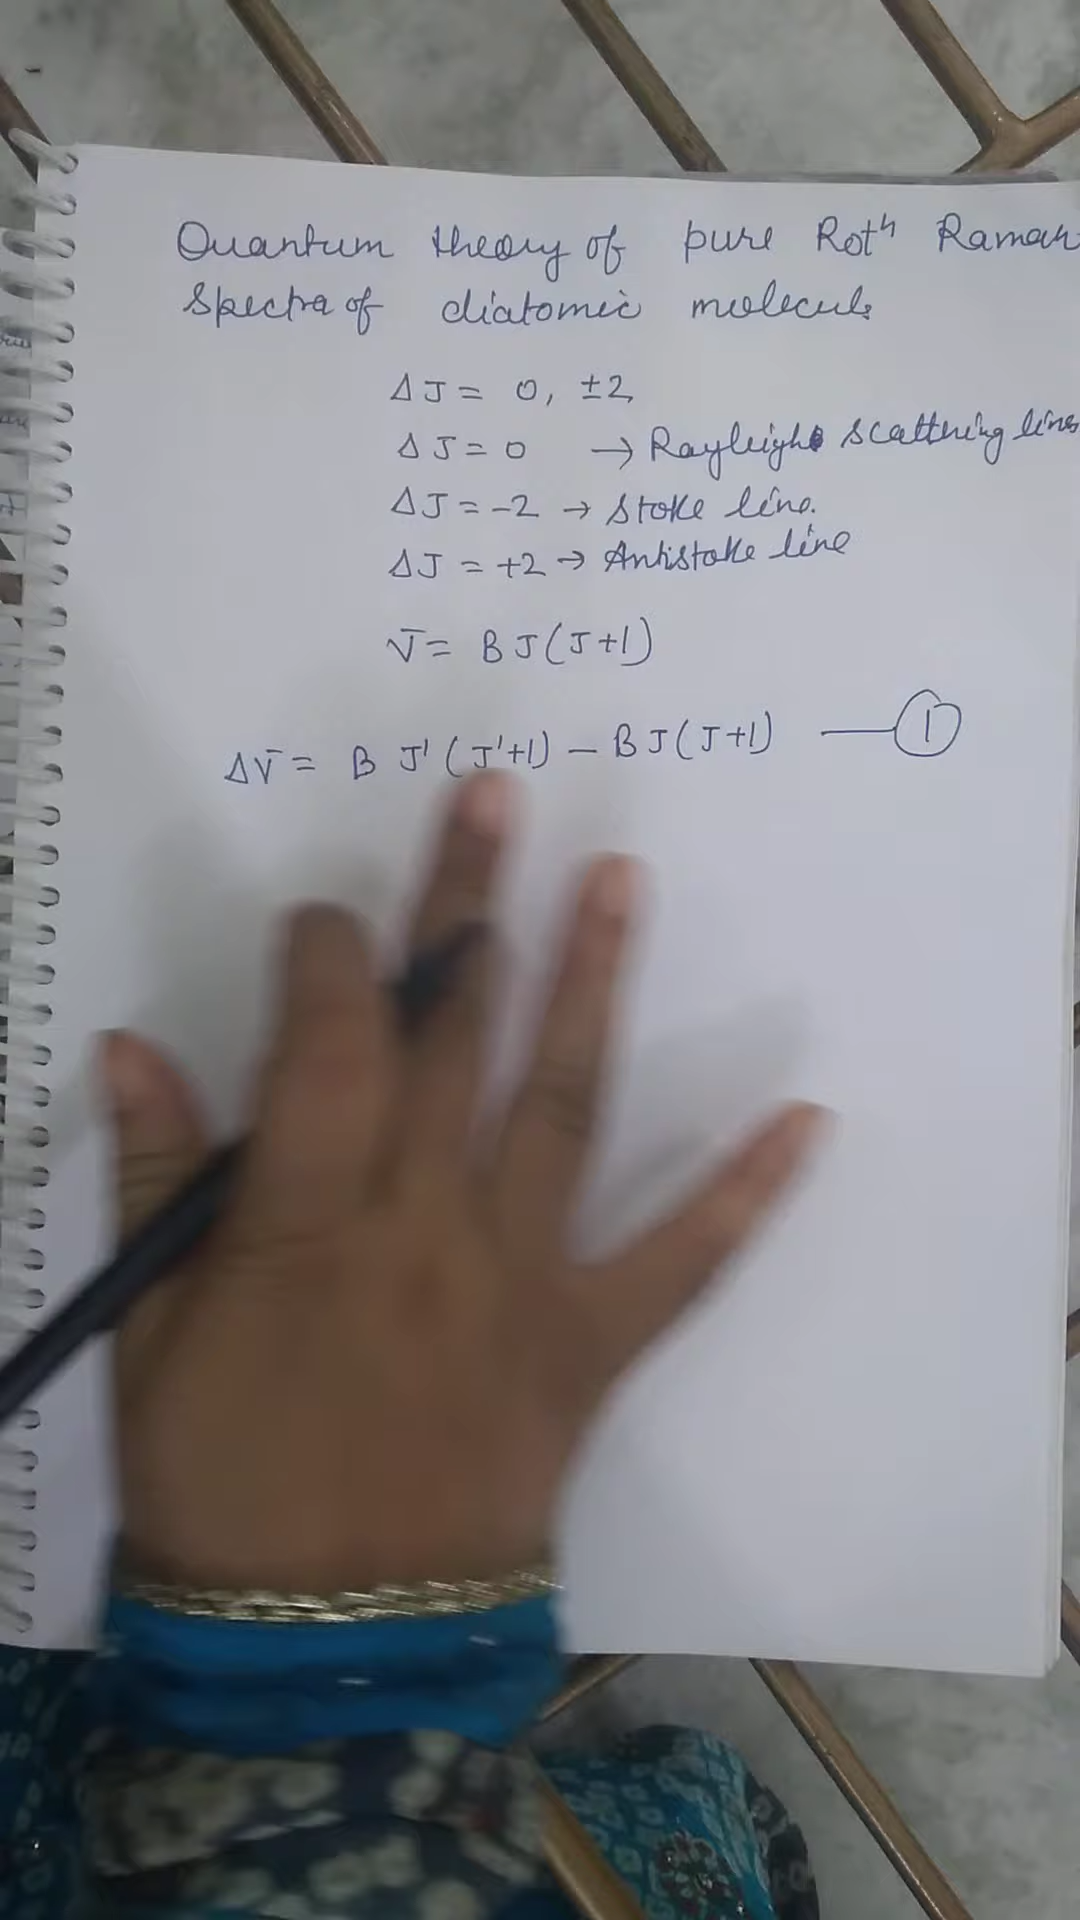 Quantum theory of pure Rotⁿ Raman
Spectra of diatomic molecule
ΔJ = 0, ±2
ΔJ = 0 → Rayleigh scattering lines
ΔJ = -2 → Stoke line.
ΔJ = +2 → Antistoke line
ν̄ = BJ(J+1)
Δν̄ = B J'(J'+1) - BJ(J+1) — 1